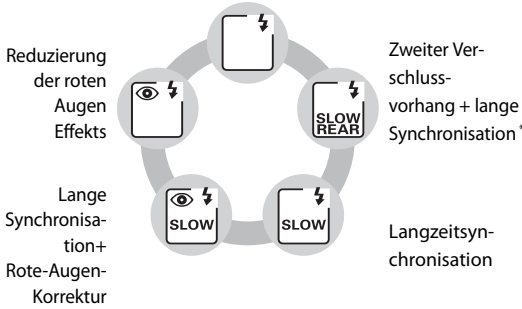 Reduzierung
der roten
Augen
Effekts
Zweiter Ver-
schluss-
vorhang + lange
Synchronisation*
SLOW
REAR
Lange
Synchronisa-
tion+
Rote-Augen-
Korrektur
SLOW
SLOW
Langzeitsyn-
chronisation